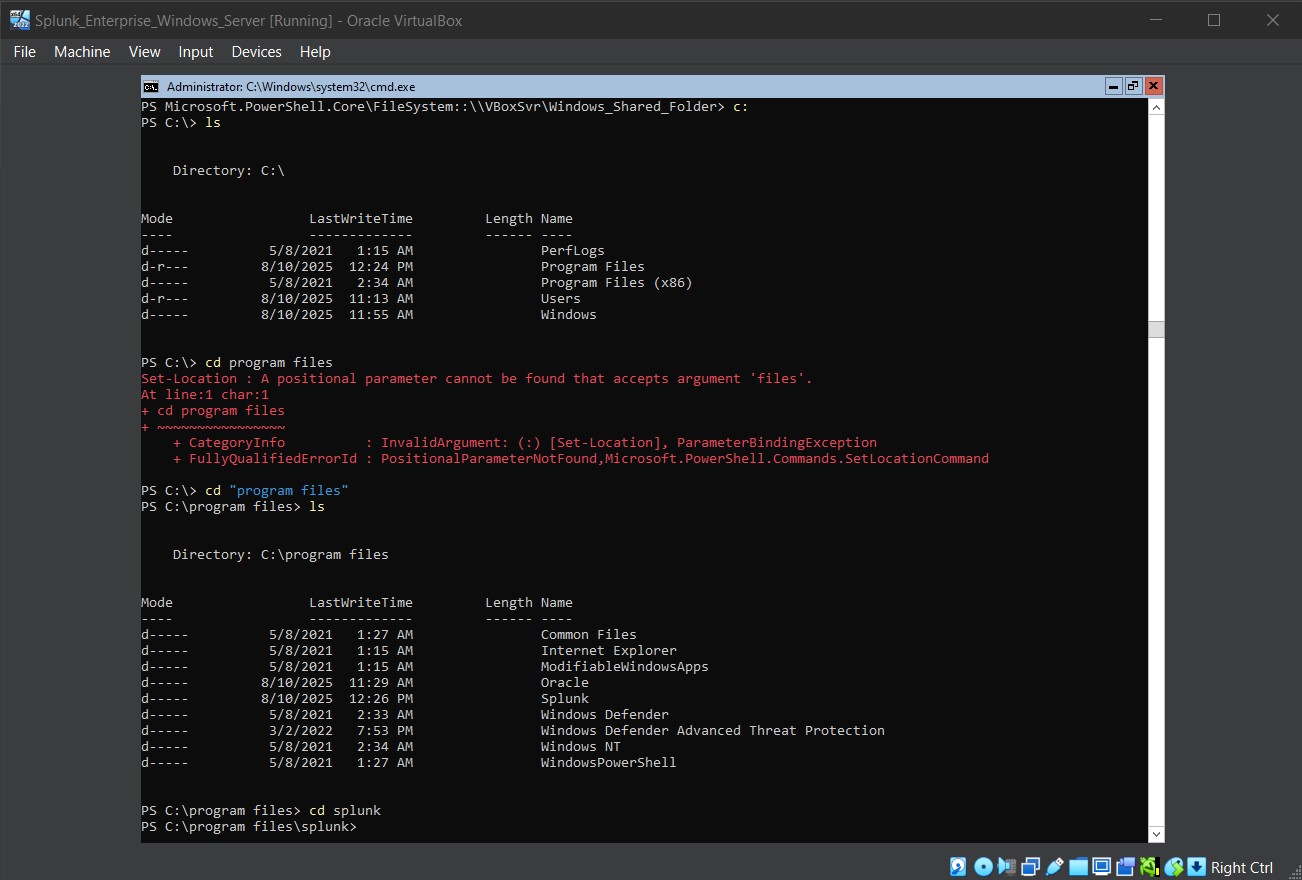 Splunk_Enterprise_Windows_Server [Running] - Oracle VirtualBox
File Machine View Input Devices Help
Administrator: C:\Windows\system32\cmd.exe
PS Microsoft.PowerShell.Core\FileSystem::\\VBoxSvr\Windows_Shared_Folder> c:
PS C:\> ls
Directory: C:\
Mode LastWriteTime Length Name
---- ------------- ------ ----
d----- 5/8/2021 1:15 AM PerfLogs
d-r--- 8/10/2025 12:24 PM Program Files
d----- 5/8/2021 2:34 AM Program Files (x86)
d-r--- 8/10/2025 11:13 AM Users
d----- 8/10/2025 11:55 AM Windows
PS C:\> cd program files
Set-Location : A positional parameter cannot be found that accepts argument 'files'.
At line:1 char:1
+ cd program files
+ ~~~~~~~~~~~~~~~~
+ CategoryInfo : InvalidArgument: (:) [Set-Location], ParameterBindingException
+ FullyQualifiedErrorId : PositionalParameterNotFound,Microsoft.PowerShell.Commands.SetLocationCommand
PS C:\> cd "program files"
PS C:\program files> ls
Directory: C:\program files
Mode LastWriteTime Length Name
---- ------------- ------ ----
d----- 5/8/2021 1:27 AM Common Files
d----- 5/8/2021 1:15 AM Internet Explorer
d----- 5/8/2021 1:15 AM ModifiableWindowsApps
d----- 8/10/2025 11:29 AM Oracle
d----- 8/10/2025 12:26 PM Splunk
d----- 5/8/2021 2:33 AM Windows Defender
d----- 3/2/2022 7:53 PM Windows Defender Advanced Threat Protection
d----- 5/8/2021 2:34 AM Windows NT
d----- 5/8/2021 1:27 AM WindowsPowerShell
PS C:\program files> cd splunk
PS C:\program files\splunk>
Right Ctrl